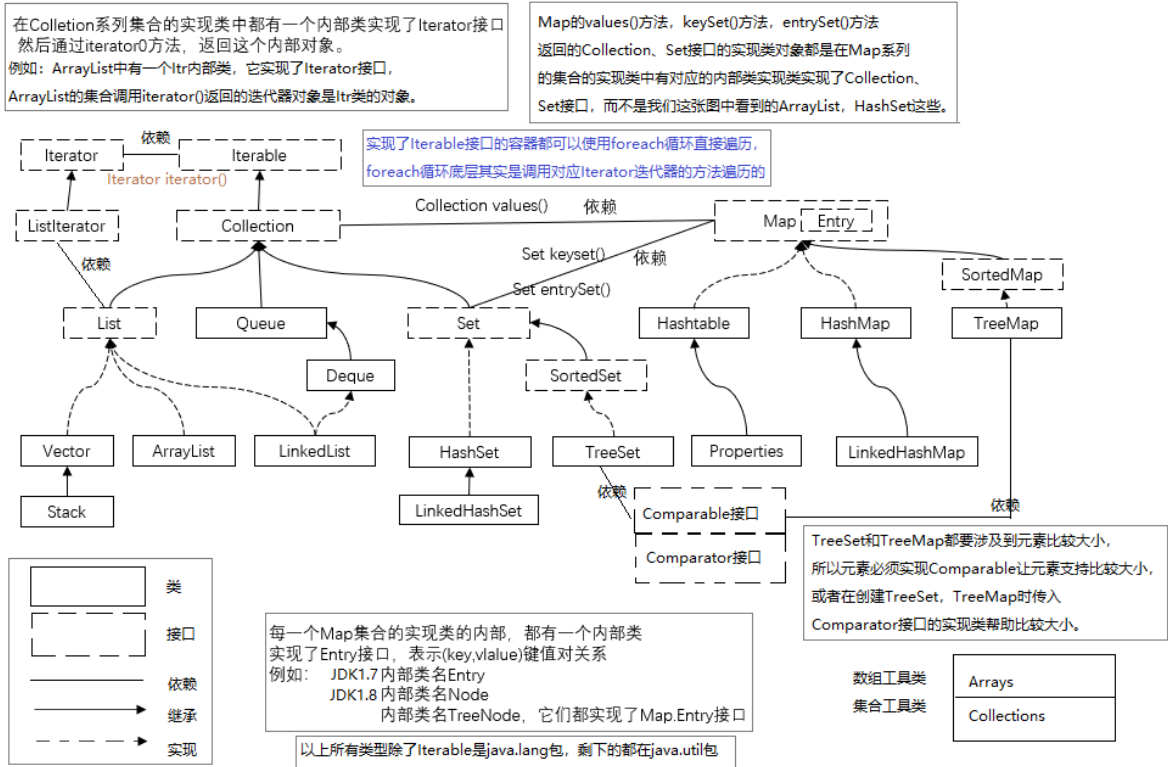 在Colletion系列集合的实现类中都有一个内部类实现了Iterator接口
然后通过iterator0方法，返回这个内部对象。
例如：ArrayList中有一个Itr内部类，它实现了Iterator接口，
ArrayList的集合调用iterator()返回的迭代器对象是Itr类的对象。
Map的values()方法，keySet()方法，entrySet()方法
返回的Collection、Set接口的实现类对象都是在Map系列
的集合的实现类中有对应的内部类实现类实现了Collection、
Set接口，而不是我们这张图中看到的ArrayList，HashSet这些。
实现了Iterable接口的容器都可以使用foreach循环直接遍历，
foreach循环底层其实是调用对应Iterator迭代器的方法遍历的
Iterator
依赖
Iterable
Iterator iterator()
ListIterator
Collection
Collection values()
依赖
Map
Entry
依赖
Set keyset()
依赖
Set entrySet()
SortedMap
List
Queue
Set
Hashtable
HashMap
TreeMap
Deque
SortedSet
Vector
ArrayList
LinkedList
HashSet
TreeSet
Properties
LinkedHashMap
Stack
LinkedHashSet
依赖
Comparable接口
依赖
Comparator接口
TreeSet和TreeMap都要涉及到元素比较大小，
所以元素必须实现Comparable让元素支持比较大小，
或者在创建TreeSet，TreeMap时传入
Comparator接口的实现类帮助比较大小。
类
接口
依赖
继承
实现
每一个Map集合的实现类的内部，都有一个内部类
实现了Entry接口，表示(key,vlalue)键值对关系
例如： JDK1.7内部类名Entry
JDK1.8内部类名Node
内部类名TreeNode，它们都实现了Map.Entry接口
以上所有类型除了Iterable是java.lang包，剩下的都在java.util包
数组工具类
Arrays
集合工具类
Collections